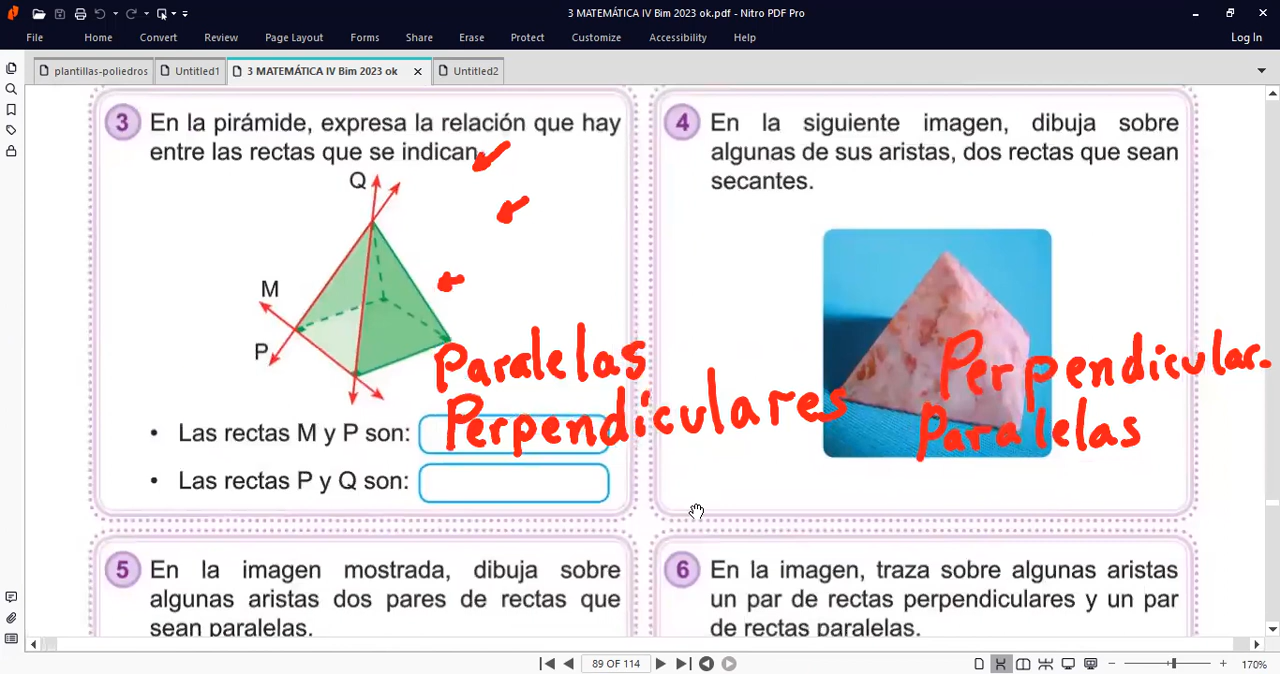 3 MATEMÁTICA IV Bim 2023 ok.pdf - Nitro PDF Pro
File Home Convert Review Page Layout Forms Share Erase Protect Customize Accessibility Help Log In
plantillas-poliedros Untitled1 3 MATEMÁTICA IV Bim 2023 ok Untitled2
3 En la pirámide, expresa la relación que hay
entre las rectas que se indican.
Q
M
P
Paralelas
Perpendiculares
• Las rectas M y P son:
• Las rectas P y Q son:
4 En la siguiente imagen, dibuja sobre
algunas de sus aristas, dos rectas que sean
secantes.
Perpendicular.
Paralelas
5 En la imagen mostrada, dibuja sobre
algunas aristas dos pares de rectas que
sean paralelas.
6 En la imagen, traza sobre algunas aristas
un par de rectas perpendiculares y un par
de rectas paralelas.
89 OF 114
170%